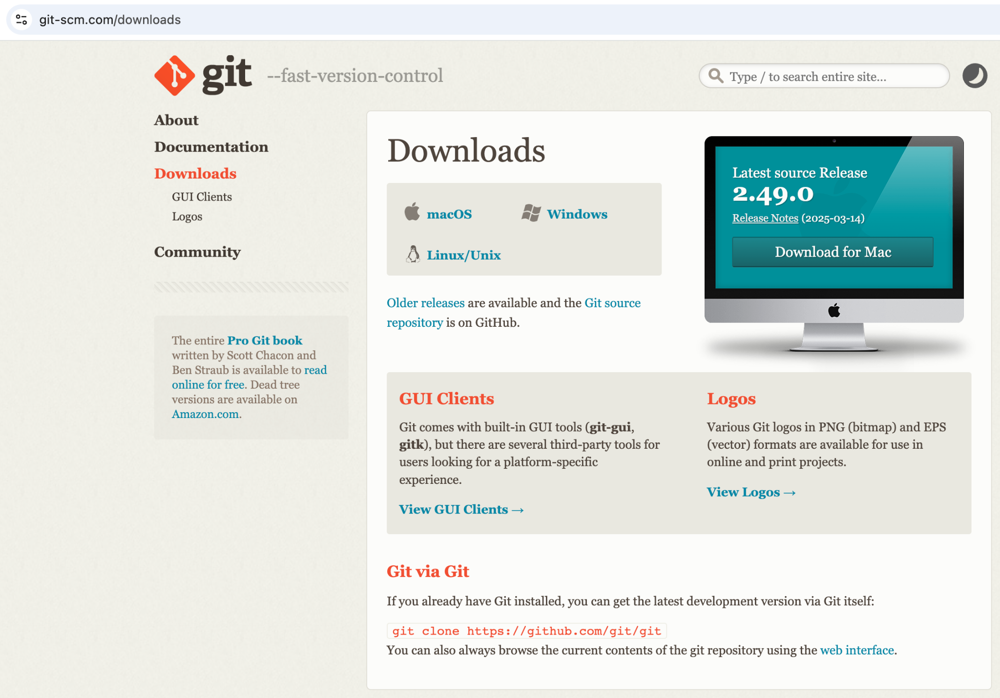 git-scm.com/downloads
git --fast-version-control
Type / to search entire site...
About
Documentation
Downloads
GUI Clients
Logos
Community
The entire Pro Git book
written by Scott Chacon and
Ben Straub is available to read
online for free. Dead tree
versions are available on
Amazon.com.
Downloads
macOS
Windows
Linux/Unix
Older releases are available and the Git source
repository is on GitHub.
Latest source Release
2.49.0
Release Notes (2025-03-14)
Download for Mac
GUI Clients
Git comes with built-in GUI tools (git-gui,
gitk), but there are several third-party tools for
users looking for a platform-specific
experience.
View GUI Clients →
Logos
Various Git logos in PNG (bitmap) and EPS
(vector) formats are available for use in
online and print projects.
View Logos →
Git via Git
If you already have Git installed, you can get the latest development version via Git itself:
git clone https://github.com/git/git
You can also always browse the current contents of the git repository using the web interface.